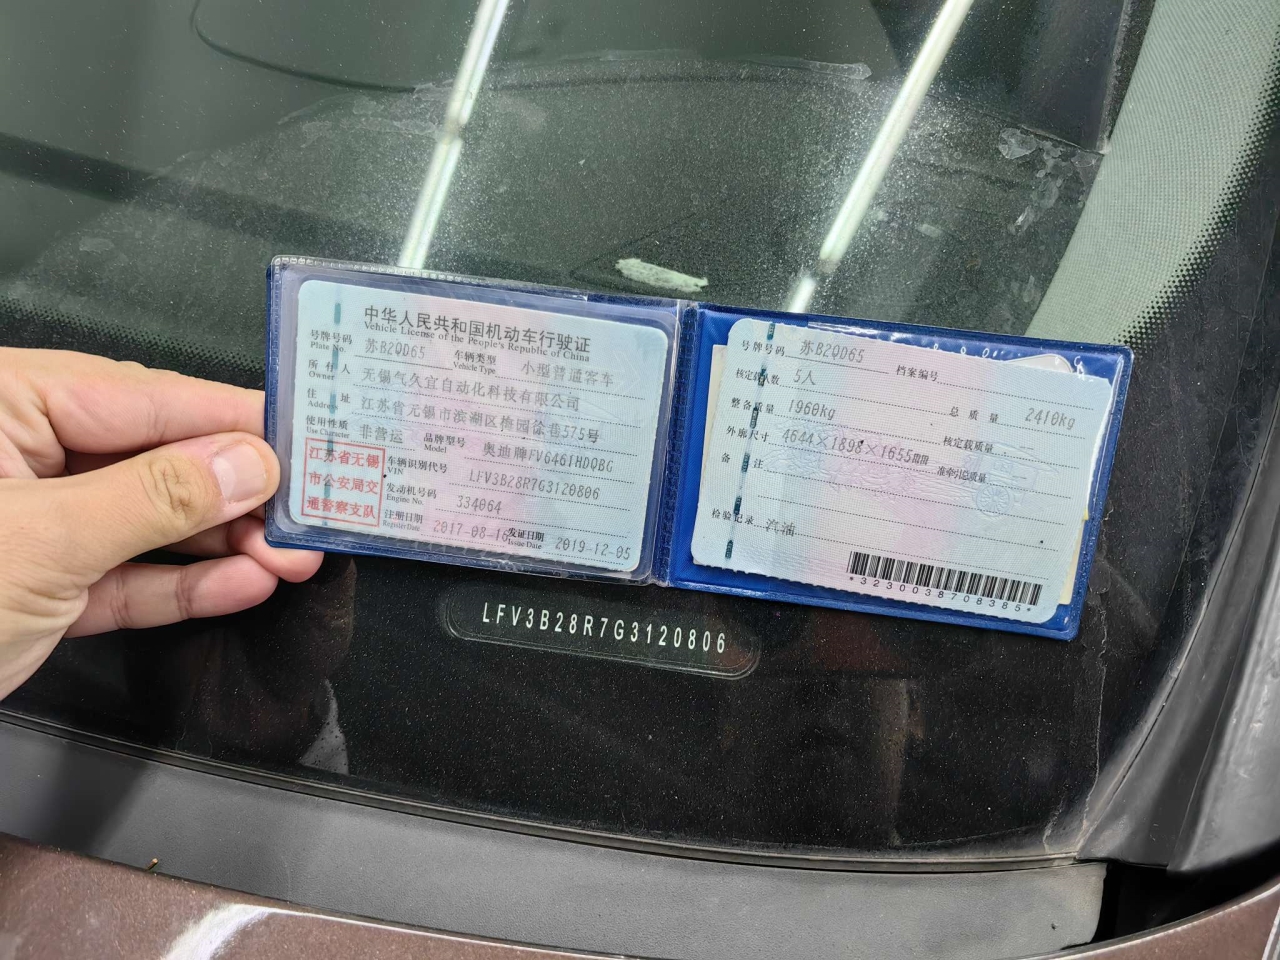 中华人民共和国机动车行驶证
Vehicle License of the People's Republic of China
号牌号码 苏B2QD65 车辆类型 小型普通客车
Plate No. Vehicle Type
所有人 无锡气久宜自动化科技有限公司
Owner
住址 江苏省无锡市滨湖区梅园徐巷575号
Address
使用性质 非营运 品牌型号 奥迪牌FV6461HDQBG
Use Character Model
江苏省无锡
市公安局交
通警察支队
车辆识别代号 LFV3B28R7G3120806
VIN
发动机号码 334064
Engine No.
注册日期 2017-08-16 发证日期 2019-12-05
Register Date Issue Date
号牌号码 苏B2QD65 档案编号
核定载人数 5人 总质量 2410kg
整备质量 1960kg 核定载质量 --
外廓尺寸 4644×1898×1655 准牵引总质量 --
备注
检验记录 汽油
*3230038708385*
LFV3B28R7G3120806